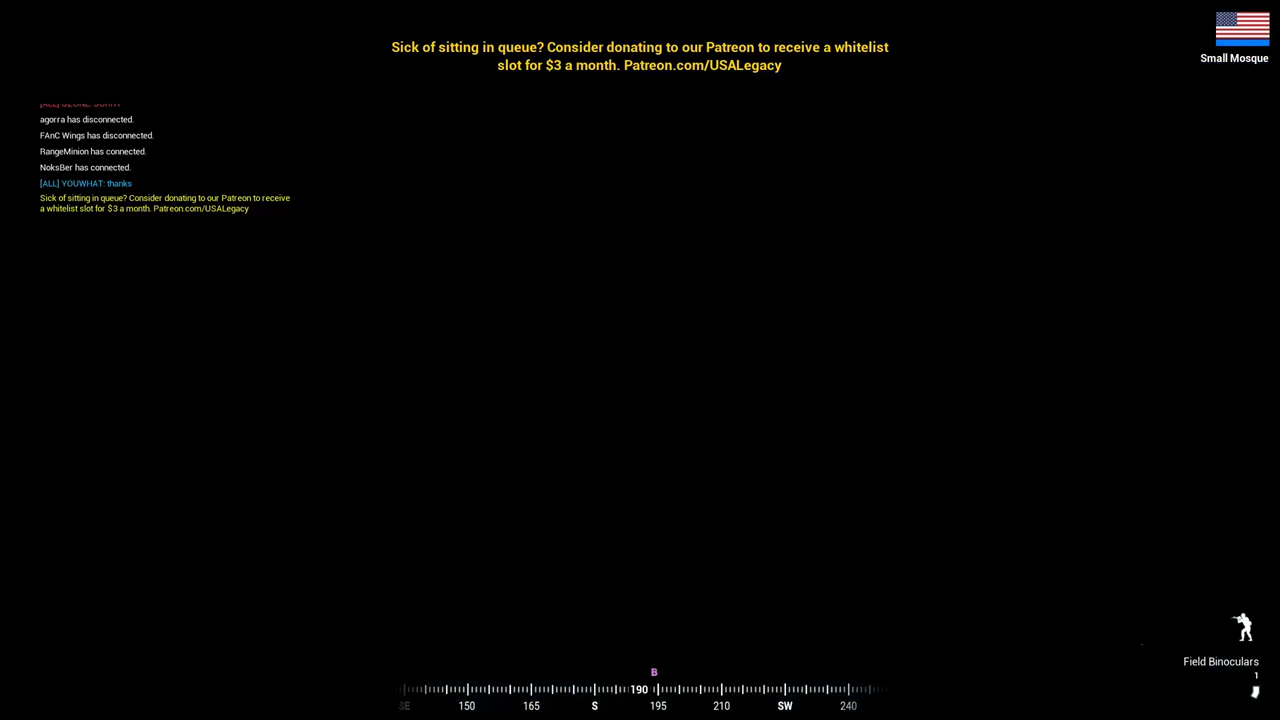 Sick of sitting in queue? Consider donating to our Patreon to receive a whitelist
slot for $3 a month. Patreon.com/USALegacy
Small Mosque
agorra has disconnected.
FAnC Wings has disconnected.
RangeMinion has connected.
NoksBer has connected.
[ALL] YOUWHAT: thanks
Sick of sitting in queue? Consider donating to our Patreon to receive
a whitelist slot for $3 a month. Patreon.com/USALegacy
Field Binoculars
1
B
190
SE 150 165 S 195 210 SW 240